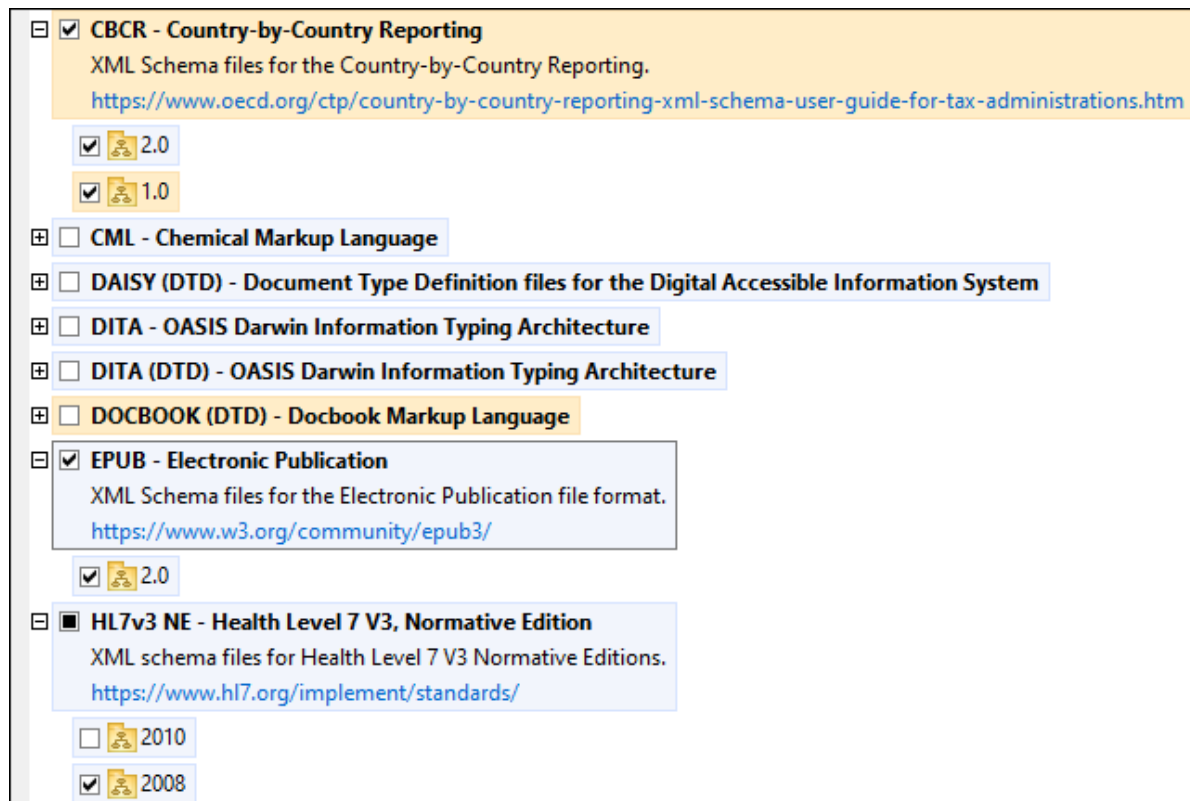 CBCR - Country-by-Country Reporting
XML Schema files for the Country-by-Country Reporting.
https://www.oecd.org/ctp/country-by-country-reporting-xml-schema-user-guide-for-tax-administrations.htm
2.0
1.0
CML - Chemical Markup Language
DAISY (DTD) - Document Type Definition files for the Digital Accessible Information System
DITA - OASIS Darwin Information Typing Architecture
DITA (DTD) - OASIS Darwin Information Typing Architecture
DOCBOOK (DTD) - Docbook Markup Language
EPUB - Electronic Publication
XML Schema files for the Electronic Publication file format.
https://www.w3.org/community/epub3/
2.0
HL7v3 NE - Health Level 7 V3, Normative Edition
XML schema files for Health Level 7 V3 Normative Editions.
https://www.hl7.org/implement/standards/
2010
2008